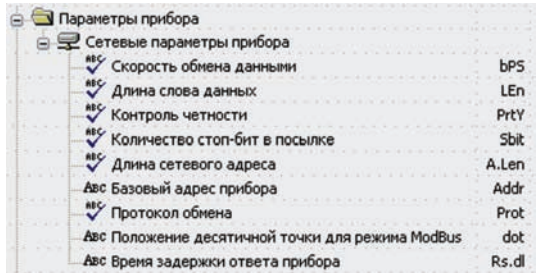 Параметры прибора
Сетевые параметры прибора
Скорость обмена данными bPS
Длина слова данных LEn
Контроль четности PrtY
Количество стоп-бит в посылке Sbit
Длина сетевого адреса A.Len
Базовый адрес прибора Addr
Протокол обмена Prot
Положение десятичной точки для режима ModBus dot
Время задержки ответа прибора Rs.dl